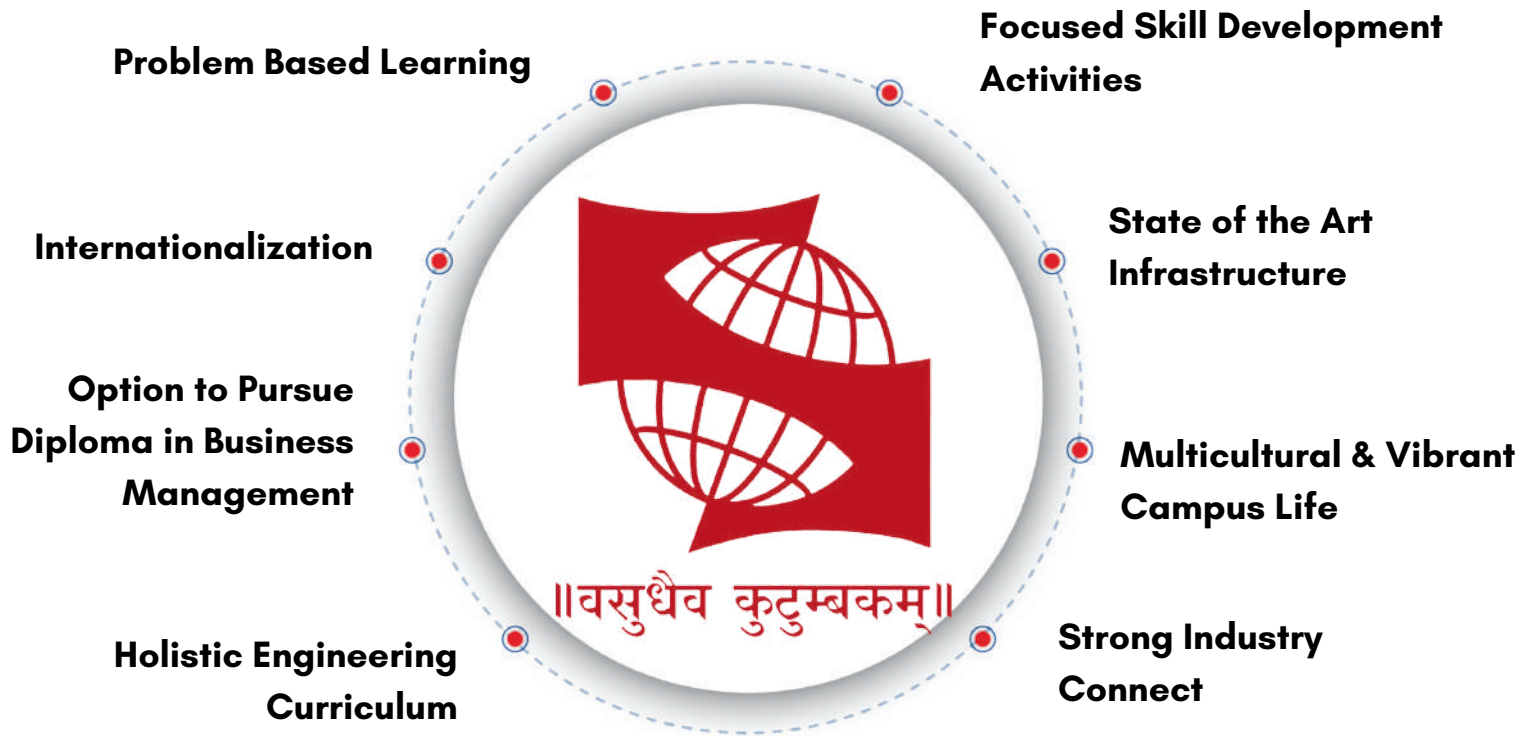 Problem Based Learning
Focused Skill Development
Activities
Internationalization
State of the Art
Infrastructure
Option to Pursue
Diploma in Business
Management
Multicultural & Vibrant
Campus Life
॥वसुधैव कुटुम्बकम्॥
Holistic Engineering
Curriculum
Strong Industry
Connect